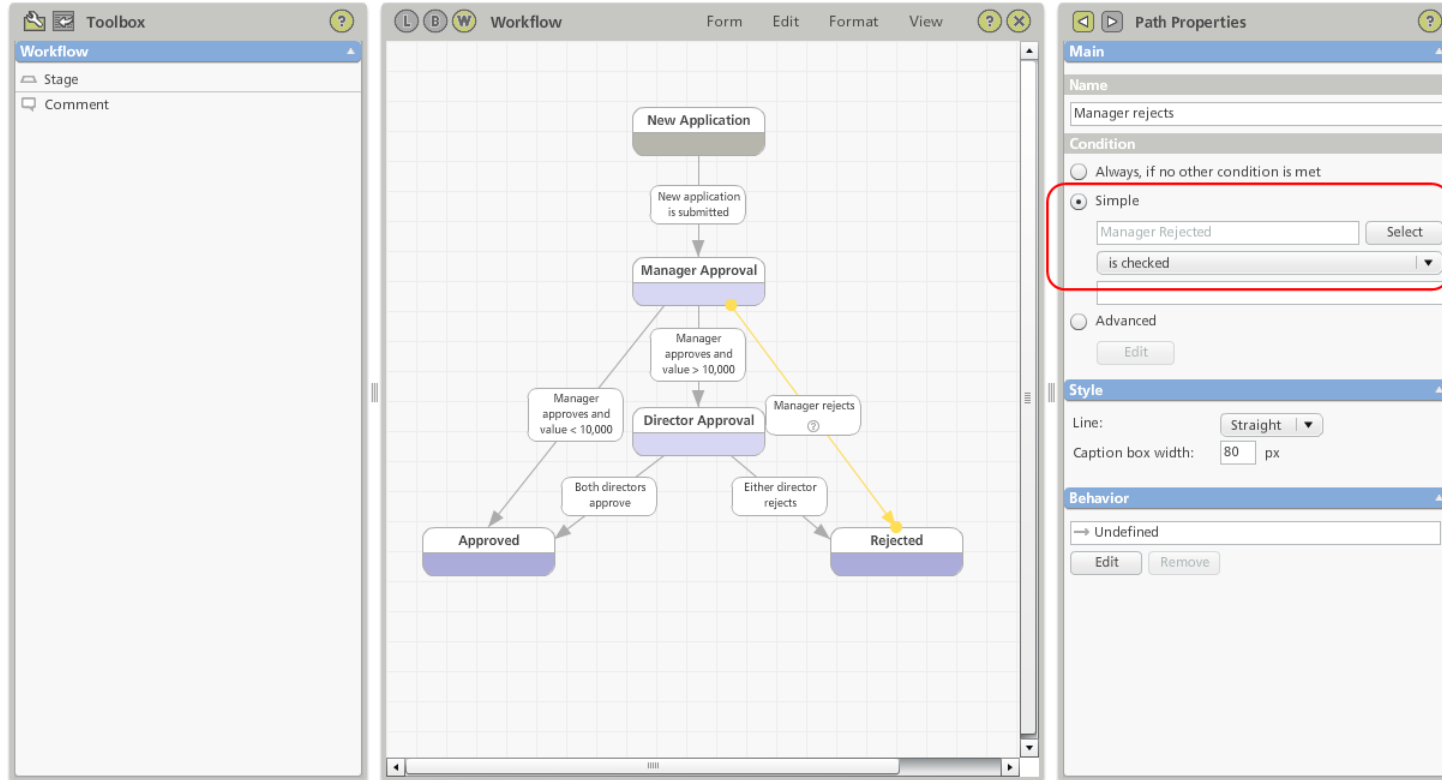 Toolbox
?
Workflow
Stage
Comment
L B W Workflow Form Edit Format View ?
New Application
New application
is submitted
Manager Approval
Manager
approves and
value > 10,000
Manager
approves and
value < 10,000
Director Approval
Manager rejects
?
Both directors
approve
Either director
rejects
Approved
Rejected
Path Properties
?
Main
Name
Manager rejects
Condition
Always, if no other condition is met
Simple
Manager Rejected Select
is checked
Advanced
Edit
Style
Line: Straight
Caption box width: 80 px
Behavior
Undefined
Edit Remove